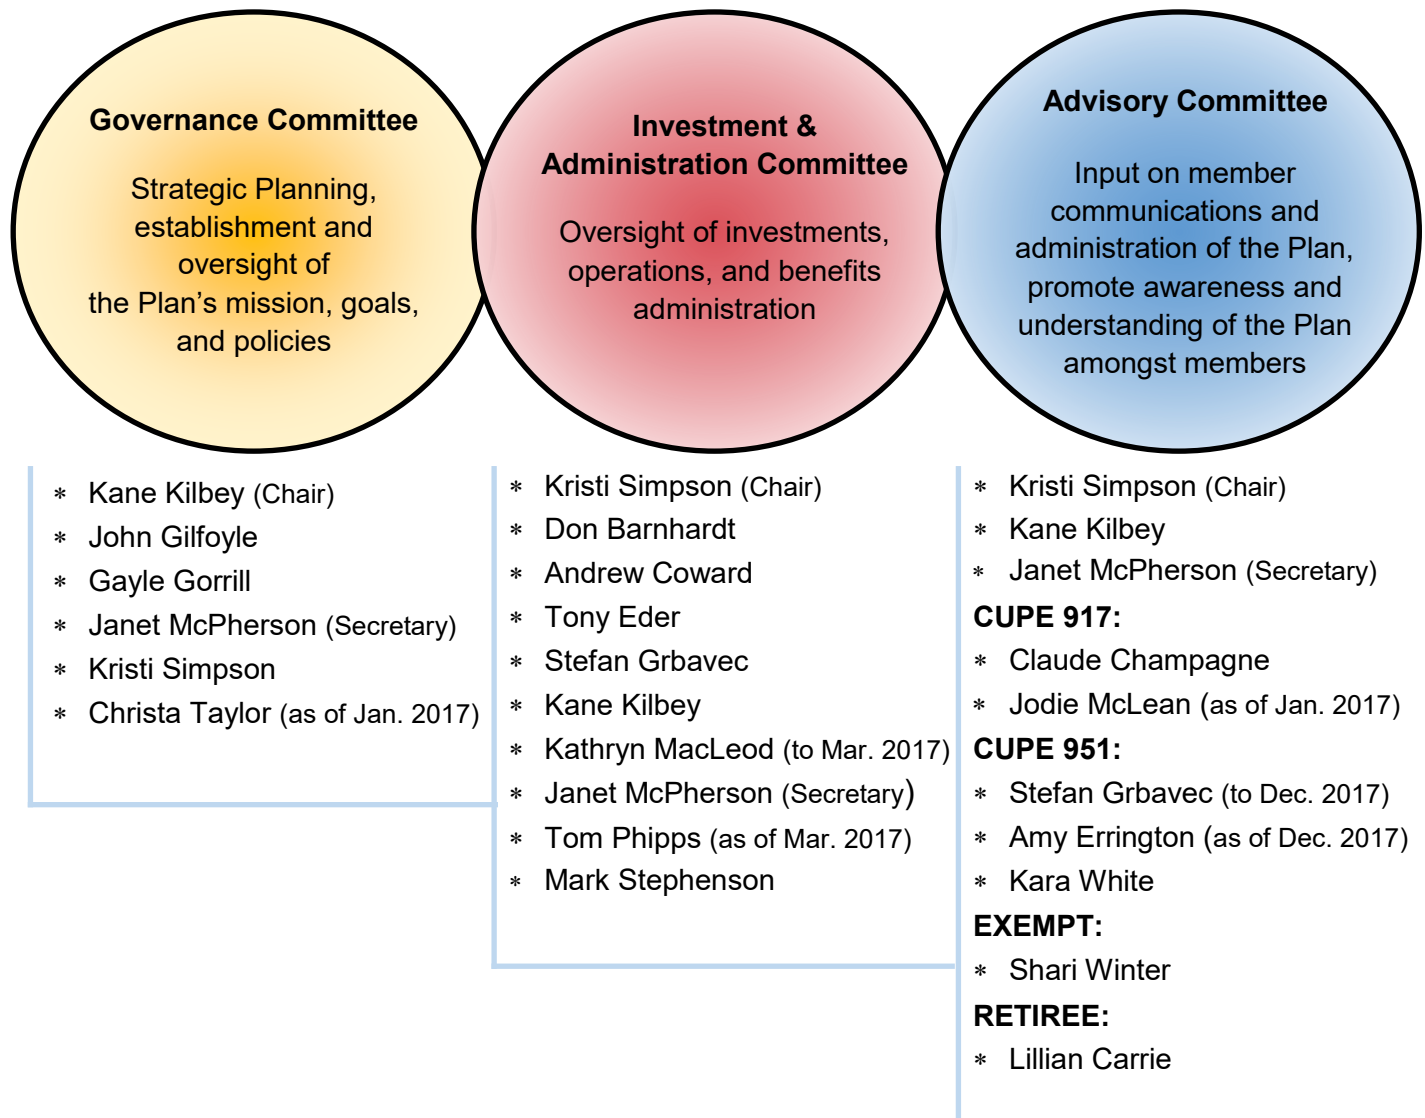 Governance Committee
Strategic Planning,
establishment and
oversight of
the Plan’s mission, goals,
and policies
Investment &
Administration Committee
Oversight of investments,
operations, and benefits
administration
Advisory Committee
Input on member
communications and
administration of the Plan,
promote awareness and
understanding of the Plan
amongst members
* Kane Kilbey (Chair)
* John Gilfoyle
* Gayle Gorrill
* Janet McPherson (Secretary)
* Kristi Simpson
* Christa Taylor (as of Jan. 2017)
* Kristi Simpson (Chair)
* Don Barnhardt
* Andrew Coward
* Tony Eder
* Stefan Grbavec
* Kane Kilbey
* Kathryn MacLeod (to Mar. 2017)
* Janet McPherson (Secretary)
* Tom Phipps (as of Mar. 2017)
* Mark Stephenson
* Kristi Simpson (Chair)
* Kane Kilbey
* Janet McPherson (Secretary)
CUPE 917:
* Claude Champagne
* Jodie McLean (as of Jan. 2017)
CUPE 951:
* Stefan Grbavec (to Dec. 2017)
* Amy Errington (as of Dec. 2017)
* Kara White
EXEMPT:
* Shari Winter
RETIREE:
* Lillian Carrie